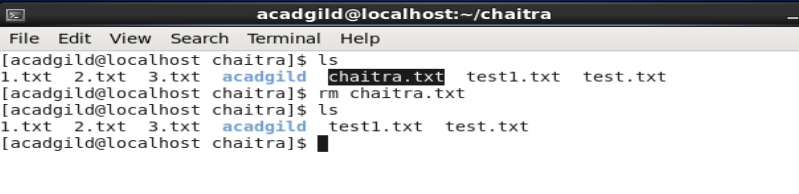 acadgild@localhost:~/chaitra
File Edit View Search Terminal Help
[acadgild@localhost chaitra]$ ls
1.txt 2.txt 3.txt acadgild chaitra.txt test1.txt test.txt
[acadgild@localhost chaitra]$ rm chaitra.txt
[acadgild@localhost chaitra]$ ls
1.txt 2.txt 3.txt acadgild test1.txt test.txt
[acadgild@localhost chaitra]$